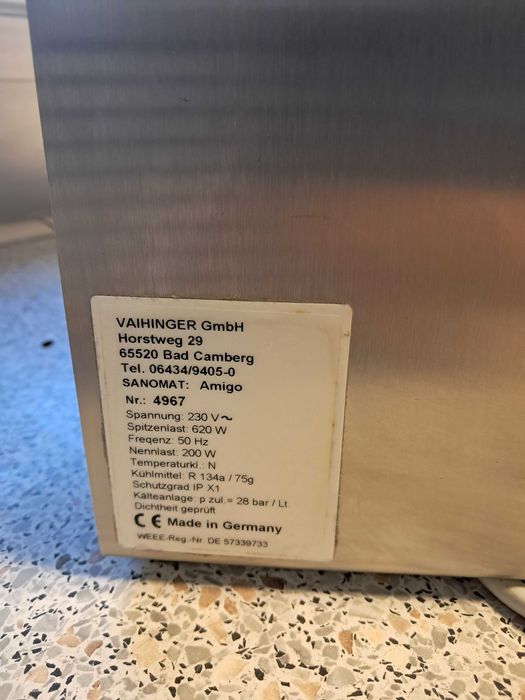 VAIHINGER GmbH
Horstweg 29
65520 Bad Camberg
Tel. 06434/9405-0
SANOMAT: Amigo
Nr.: 4967
Spannung: 230 V~
Spitzenlast: 620 W
Freqenz: 50 Hz
Nennlast: 200 W
Temperaturkl.: N
Kühlmittel: R 134a / 75g
Schutzgrad IP X1
Kälteanlage: p zul.= 28 bar / Lt.
Dichtheit geprüft
CE Made in Germany
WEEE-Reg.-Nr. DE 57339733